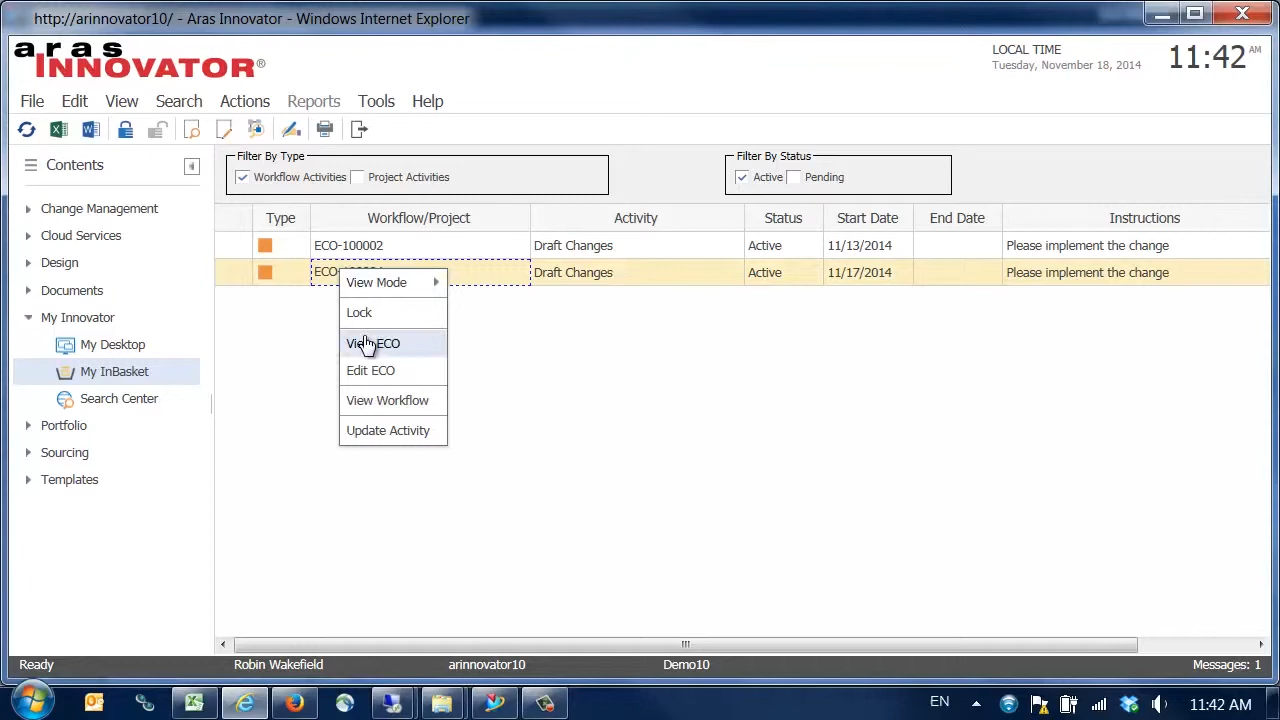 http://arinnovator10/ - Aras Innovator - Windows Internet Explorer
aras
INNOVATOR®
LOCAL TIME
Tuesday, November 18, 2014
11:42 AM
File Edit View Search Actions Reports Tools Help
Contents
Filter By Type
Workflow Activities Project Activities
Filter By Status
Active Pending
Change Management
Cloud Services
Design
Documents
My Innovator
My Desktop
My InBasket
Search Center
Portfolio
Sourcing
Templates
Type Workflow/Project Activity Status Start Date End Date Instructions
ECO-100002 Draft Changes Active 11/13/2014 Please implement the change
Draft Changes Active 11/17/2014 Please implement the change
View Mode
Lock
View ECO
Edit ECO
View Workflow
Update Activity
Ready Robin Wakefield arinnovator10 Demo10 Messages: 1
EN 11:42 AM